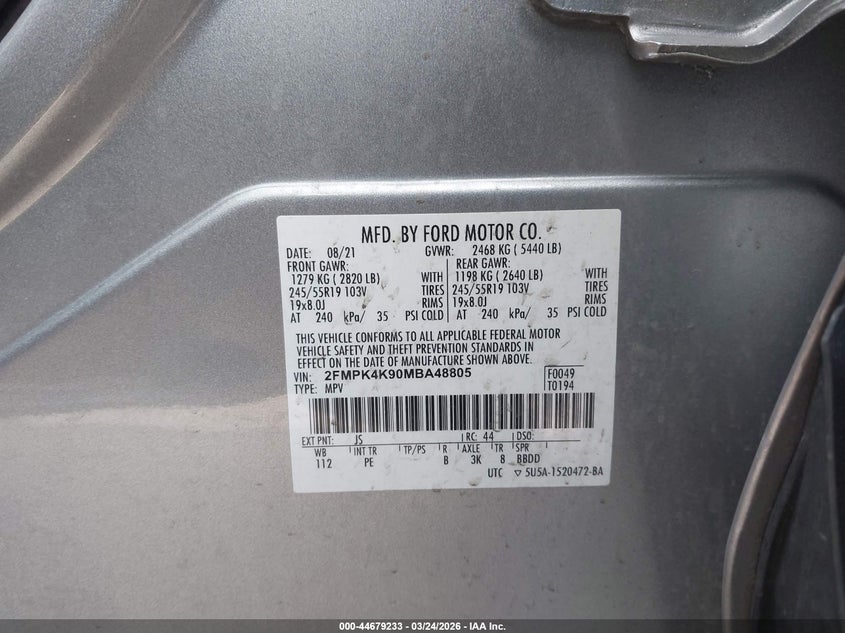 MFD. BY FORD MOTOR CO.
DATE: 08/21 GVWR: 2468 KG ( 5440 LB)
FRONT GAWR: REAR GAWR:
1279 KG ( 2820 LB) WITH 1198 KG ( 2640 LB) WITH
245/55R19 103V TIRES 245/55R19 103V TIRES
19x8.0J RIMS 19x8.0J RIMS
AT 240 kPa/ 35 PSI COLD AT 240 kPa/ 35 PSI COLD
THIS VEHICLE CONFORMS TO ALL APPLICABLE FEDERAL MOTOR
VEHICLE SAFETY AND THEFT PREVENTION STANDARDS IN
EFFECT ON THE DATE OF MANUFACTURE SHOWN ABOVE.
VIN: 2FMPK4K90MBA48805 F0049
TYPE: MPV T0194
EXT PNT: JS RC: 44 DSO:
WB INT TR TP/PS R AXLE TR SPR
112 PE B 3K 8 BBDD
UTC ▽ 5U5A-1520472-BA
000-44679233 - 03/24/2026 - IAA Inc.